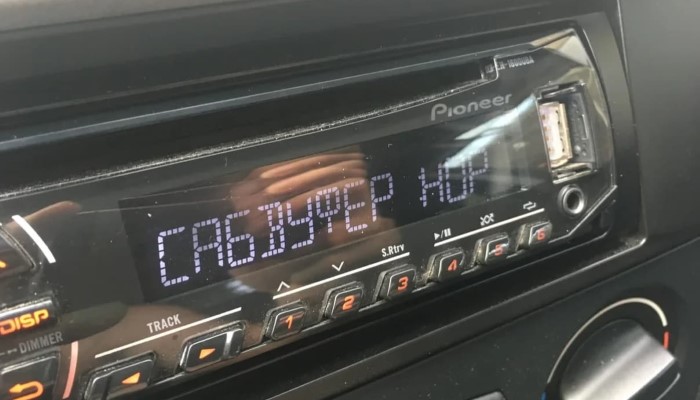 Pioneer
САБВУФЕР НОР
S.Rtrv
1 2 3 4 5 6
TRACK
DISP
DIMMER